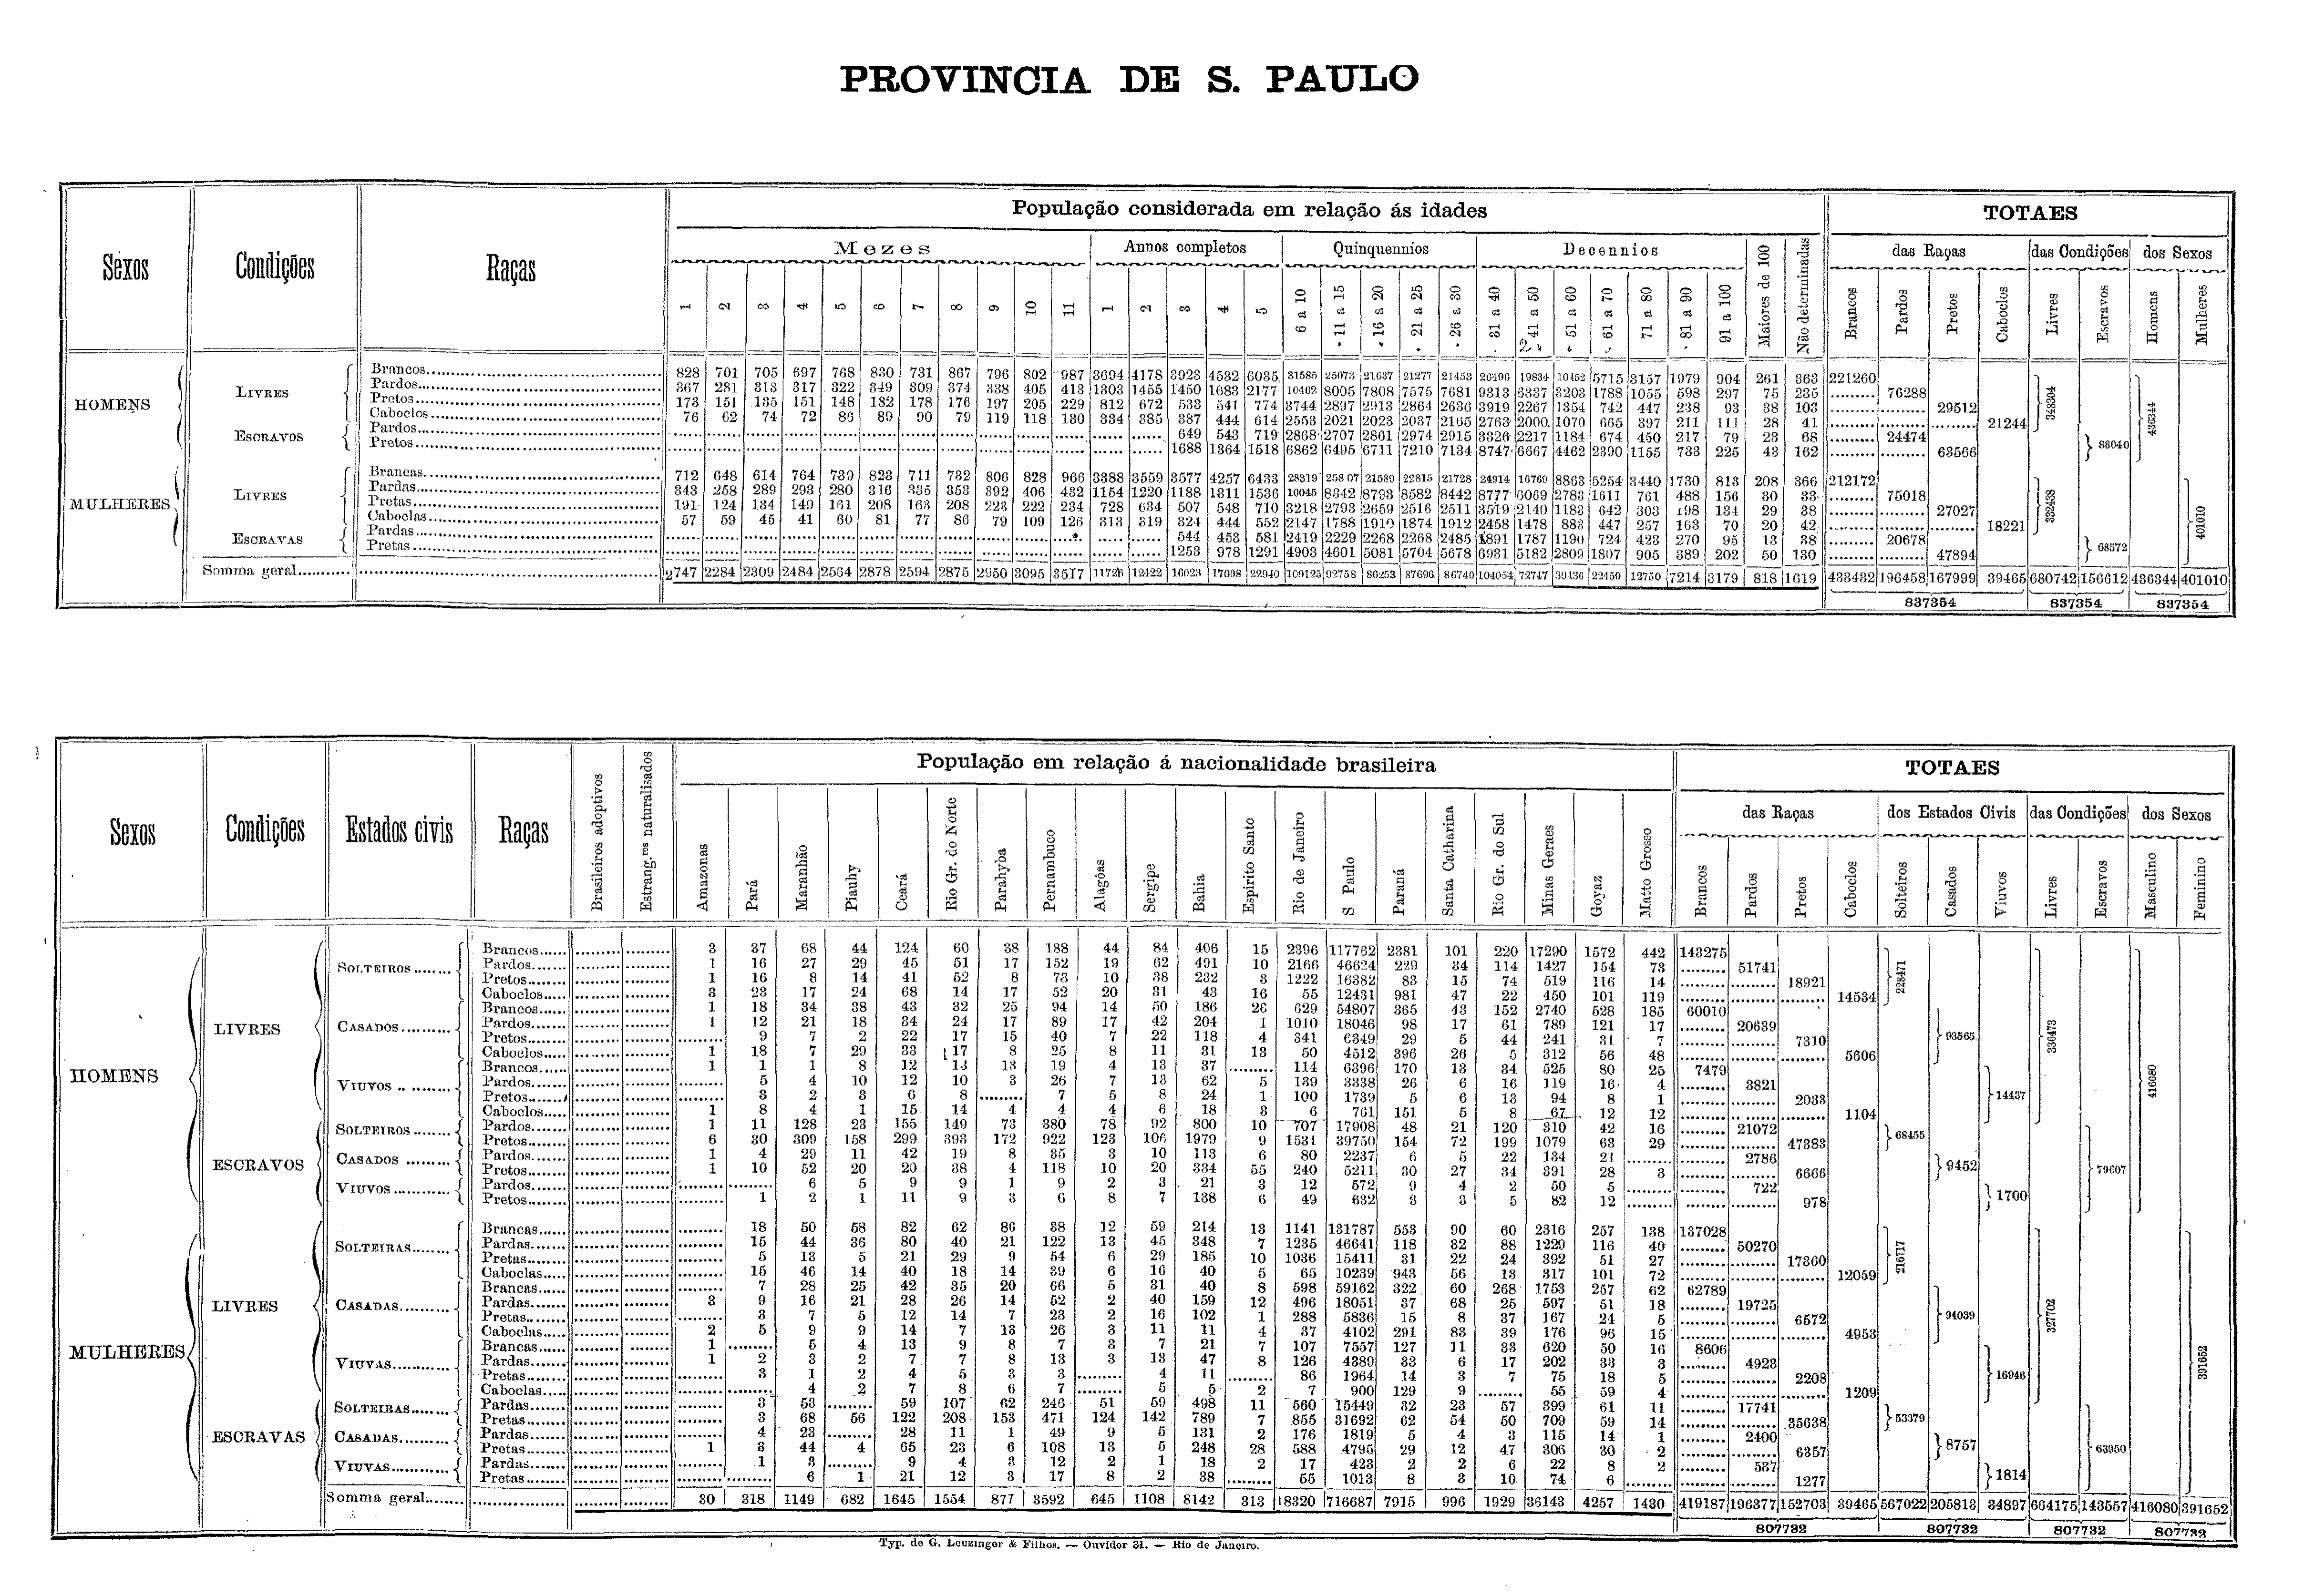 PROVINCIA DE S. PAULO
População considerada em relação ás idades TOTAES
Sexos Condições Raças Mezes Annos completos Quinquennios Decennios Maiores de 100 Não determinadas das Raças das Condições dos Sexos
1 2 3 4 5 6 7 8 9 10 11 1 2 3 4 5 6 a 10 11 a 15 16 a 20 21 a 25 26 a 30 31 a 40 41 a 50 51 a 60 61 a 70 71 a 80 81 a 90 91 a 100 Brancos Pardos Pretos Caboclos Livres Escravos Homens Mulheres
HOMENS LIVRES Brancos 828 701 705 697 768 830 731 867 796 802 987 3694 4178 3923 4532 6035 31585 25073 21637 21277 21453 26496 19834 10452 5715 3157 1979 904 261 363 221260
Pardos 367 281 313 317 322 349 309 374 338 405 413 1303 1455 1450 1683 2177 10462 8005 7808 7575 7681 9313 6337 3203 1788 1055 598 297 75 235 76288
Pretos 173 151 135 151 148 182 178 176 197 205 229 812 672 533 541 774 3744 2897 2913 2864 2636 3919 2267 1354 742 447 238 93 38 103 29512
Caboclos 76 62 74 72 86 89 90 79 119 118 130 334 385 387 444 614 2553 2021 2023 2037 2165 2763 2000 1070 665 397 211 111 28 41 21244 348304
ESCRAVOS Pardos 649 543 719 2868 2707 2861 2974 2915 3326 2217 1184 674 450 217 79 23 68 24474
Pretos 1688 1364 1518 6862 6495 6711 7210 7134 8747 6667 4462 2390 1155 733 225 43 162 63566 88040 436344
MULHERES LIVRES Brancas 712 648 614 764 739 823 711 732 806 828 966 3388 3559 3577 4257 6433 28319 25807 21589 22815 21728 24914 16769 8863 5254 3440 1730 813 208 366 212172
Pardas 343 258 289 293 280 316 335 353 392 406 432 1154 1220 1188 1311 1536 10045 8342 8793 8582 8442 8777 6069 2783 1611 761 488 156 30 33 75018
Pretas 191 124 134 149 161 208 163 208 223 222 234 728 634 507 548 710 3218 2793 2659 2516 2511 3519 2140 1183 642 303 198 134 29 38 27027
Caboclas 57 59 45 41 60 81 77 86 79 109 126 313 319 324 444 552 2147 1788 1910 1874 1912 2458 1478 883 447 257 163 70 20 42 18221 332438
ESCRAVAS Pardas 544 453 581 2419 2229 2268 2268 2485 1891 1787 1190 724 423 270 95 13 38 20678
Pretas 1253 978 1291 4903 4601 5081 5704 5678 6931 5182 2809 1807 905 389 202 50 130 47894 68572 401010
Somma geral 2747 2284 2309 2484 2564 2878 2594 2875 2950 3095 3517 11726 12422 16023 17098 22940 109125 92758 86253 87696 86740 104054 72747 39436 22459 12750 7214 3179 818 1619 433432 196458 167999 39465 680742 156612 436344 401010
837354 837354 837354
População em relação á nacionalidade brasileira TOTAES
Sexos Condições Estados civis Raças Brasileiros adoptivos Estrang.ros naturalisados das Raças dos Estados Civis das Condições dos Sexos
Amazonas Pará Maranhão Piauhy Ceará Rio Gr. do Norte Parahyba Pernambuco Alagôas Sergipe Bahia Espirito Santo Rio de Janeiro S Paulo Paraná Santa Catharina Rio Gr. do Sul Minas Geraes Goyaz Matto Grosso Brancos Pardos Pretos Caboclos Solteiros Casados Viuvos Livres Escravos Masculino Feminino
HOMENS LIVRES SOLTEIROS Brancos 3 37 68 44 124 60 38 188 44 84 406 15 2396 117762 2381 101 220 17290 1572 442 143275
Pardos 1 16 27 29 45 51 17 152 19 62 491 10 2166 46624 229 34 114 1427 154 73 51741
Pretos 1 16 8 14 41 52 8 73 10 38 232 3 1222 16382 83 15 74 519 116 14 18921
Caboclos 3 23 17 24 68 14 17 52 20 31 43 16 55 12431 981 47 22 450 101 119 14534 228471
CASADOS Brancos 1 18 34 38 43 32 25 94 14 50 186 26 629 54807 365 43 152 2740 528 185 60010
Pardos 1 12 21 18 34 24 17 89 17 42 204 1 1010 18046 98 17 61 789 121 17 20639
Pretos 9 7 2 22 17 15 40 7 22 118 4 341 6349 29 5 44 241 31 7 7310
Caboclos 1 18 7 29 33 17 8 25 8 11 31 13 50 4512 396 26 5 312 56 48 5606 93565
VIUVOS Brancos 1 1 1 8 12 13 13 19 4 13 37 114 6396 170 13 34 525 80 25 7479
Pardos 5 4 10 12 10 3 26 7 13 62 5 139 3338 26 6 16 119 16 4 3821
Pretos 3 2 3 6 8 7 5 8 24 1 100 1739 5 6 13 94 8 1 2033
Caboclos 1 8 4 1 15 14 4 4 4 6 18 3 6 761 151 5 8 67 12 12 1104 14437 336473
ESCRAVOS SOLTEIROS Pardos 1 11 128 23 155 149 73 380 78 92 800 10 707 17908 48 21 120 310 42 16 21072
Pretos 6 30 309 158 299 393 172 922 123 106 1979 9 1531 39750 154 72 199 1079 63 29 47383 68455
CASADOS Pardos 1 4 29 11 42 19 8 35 3 10 113 6 80 2237 6 5 22 134 21 2786
Pretos 1 10 52 20 20 38 4 118 10 20 334 55 240 5211 30 27 34 391 28 3 6666 9452
VIUVOS Pardos 6 5 9 9 1 9 2 3 21 3 12 572 9 4 2 50 5 722
Pretos 1 2 1 11 9 3 6 8 7 138 6 49 632 3 3 5 82 12 978 1700 79607 416080
MULHERES LIVRES SOLTEIRAS Brancas 18 50 58 82 62 86 38 12 59 214 13 1141 131787 553 90 60 2316 257 138 137028
Pardas 15 44 36 80 40 21 122 13 45 348 7 1235 46641 118 32 88 1229 116 40 50270
Pretas 5 13 5 21 29 9 54 6 29 185 10 1036 15411 31 22 24 392 51 27 17360
Caboclas 15 46 14 40 18 14 39 6 16 40 5 65 10239 943 56 13 317 101 72 12059 216717
CASADAS Brancas 7 28 25 42 35 20 66 5 31 40 8 598 59162 322 60 268 1753 257 62 62789
Pardas 3 9 16 21 28 26 14 52 2 40 159 12 496 18051 37 68 25 597 51 18 19725
Pretas 3 7 5 12 14 7 23 2 16 102 1 288 5836 15 8 37 167 24 5 6572
Caboclas 2 5 9 9 14 7 13 26 3 11 11 4 37 4102 291 83 39 176 96 15 4953 94039
VIUVAS Brancas 1 5 4 13 9 8 7 3 7 21 7 107 7557 127 11 33 620 50 16 8606
Pardas 1 2 3 2 7 7 8 13 3 13 47 8 126 4389 33 6 17 202 33 3 4923
Pretas 3 1 2 4 5 3 3 4 11 86 1964 14 3 7 75 18 5 2208
Caboclas 4 2 7 8 6 7 5 5 2 7 900 129 9 55 59 4 1209 16946 327702
ESCRAVAS SOLTEIRAS Pardas 3 53 59 107 62 246 51 59 498 11 560 15449 32 23 57 399 61 11 17741
Pretas 3 68 56 122 208 153 471 124 142 789 7 855 31692 62 54 50 709 59 14 35638 53379
CASADAS Pardas 4 23 28 11 1 49 9 5 131 2 176 1819 5 4 3 115 14 1 2400
Pretas 1 3 44 4 65 23 6 108 13 5 248 28 588 4795 29 12 47 306 30 2 6357 8757
VIUVAS Pardas 1 3 9 4 3 12 2 1 18 2 17 423 2 2 6 22 8 2 537
Pretas 6 1 21 12 3 17 8 2 38 55 1013 8 3 10 74 6 1277 1814 63950 391652
Somma geral 30 318 1149 682 1645 1554 877 3592 645 1108 8142 313 18320 716687 7915 996 1929 36143 4257 1430 419187 196377 152703 39465 567022 205813 34897 664175 143557 416080 391652
807732 807732 807732 807732
Typ. de G. Leuzinger & Filhos. — Ouvidor 31. — Rio de Janeiro.